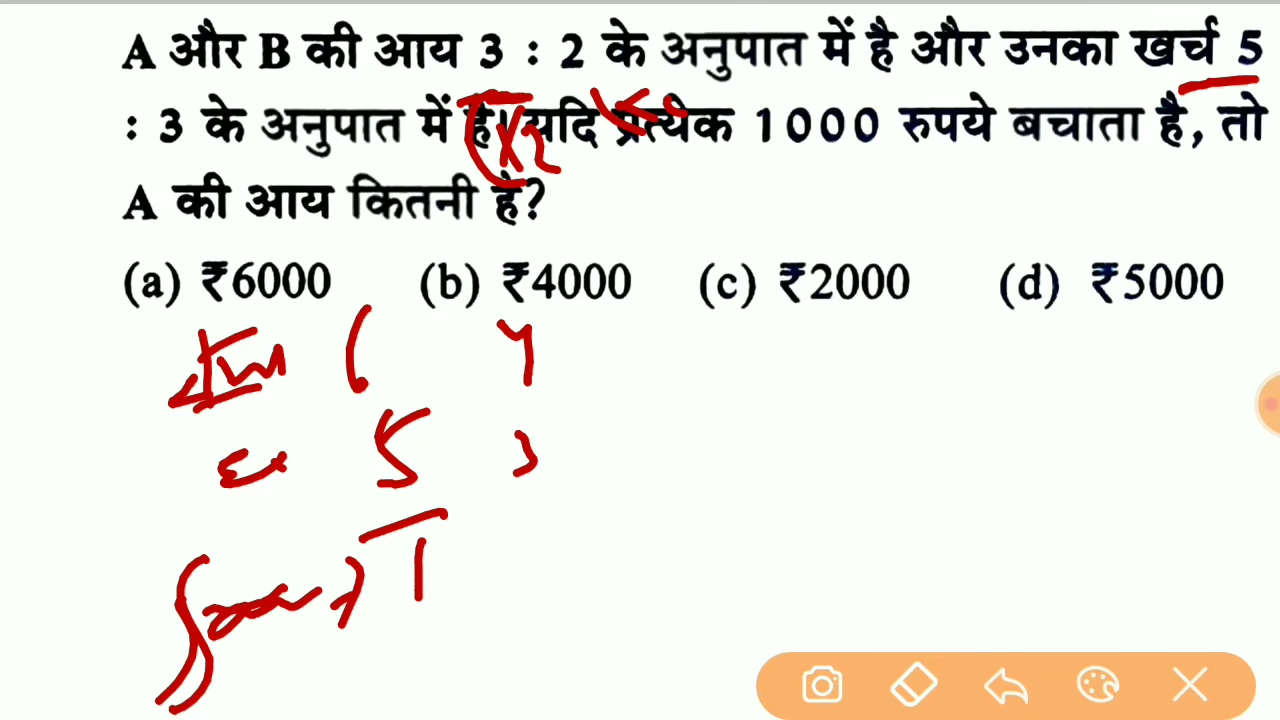 A और B की आय 3 : 2 के अनुपात में है और उनका खर्च 5
: 3 के अनुपात में है। यदि प्रत्येक 1000 रुपये बचाता है, तो
A की आय कितनी है?
(a) ₹6000 (b) ₹4000 (c) ₹2000 (d) ₹5000
6 4
5 3
1